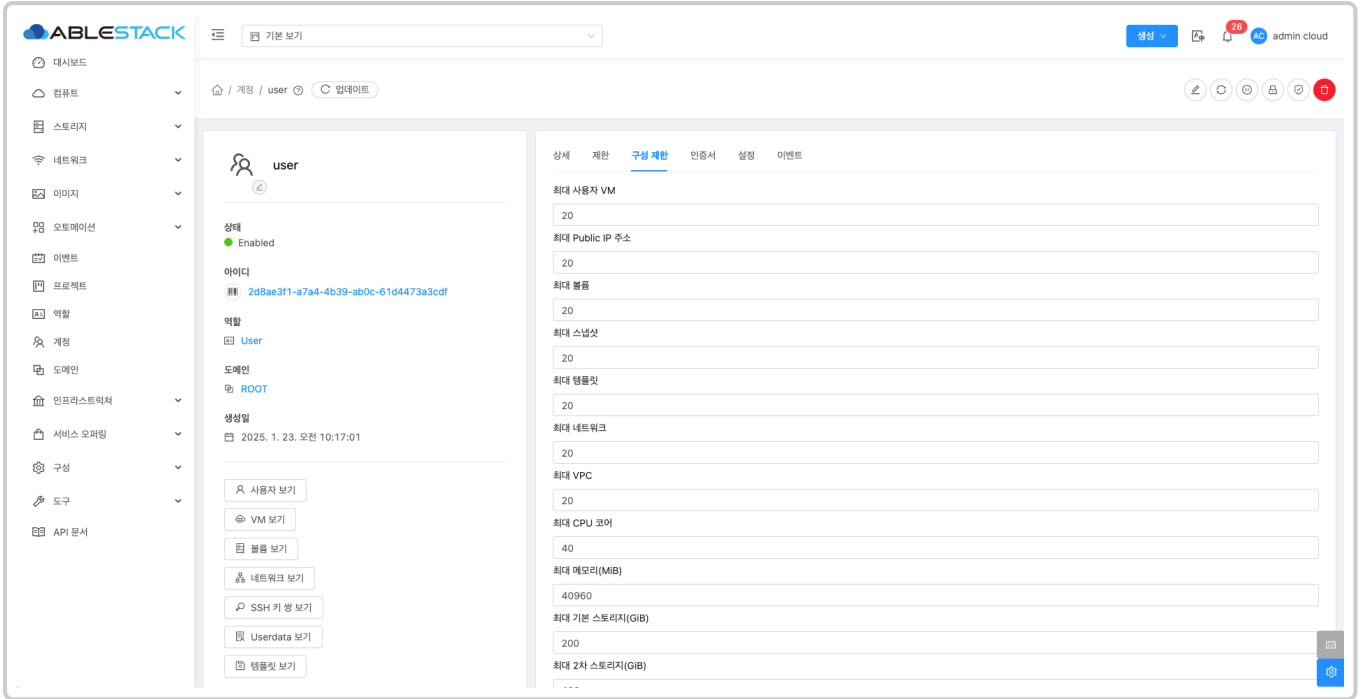 ABLESTACK
기본 보기
생성
26
AC
admin cloud
대시보드
컴퓨트
스토리지
네트워크
이미지
오토메이션
이벤트
프로젝트
역할
계정
도메인
인프라스트럭쳐
서비스 오퍼링
구성
도구
API 문서
/ 계정 / user
업데이트
user
상태
Enabled
아이디
2d8ae3f1-a7a4-4b39-ab0c-61d4473a3cdf
역할
User
도메인
ROOT
생성일
2025. 1. 23. 오전 10:17:01
사용자 보기
VM 보기
볼륨 보기
네트워크 보기
SSH 키 쌍 보기
Userdata 보기
템플릿 보기
상세 제한 구성 제한 인증서 설정 이벤트
최대 사용자 VM
20
최대 Public IP 주소
20
최대 볼륨
20
최대 스냅샷
20
최대 템플릿
20
최대 네트워크
20
최대 VPC
20
최대 CPU 코어
40
최대 메모리(MiB)
40960
최대 기본 스토리지(GiB)
200
최대 2차 스토리지(GiB)